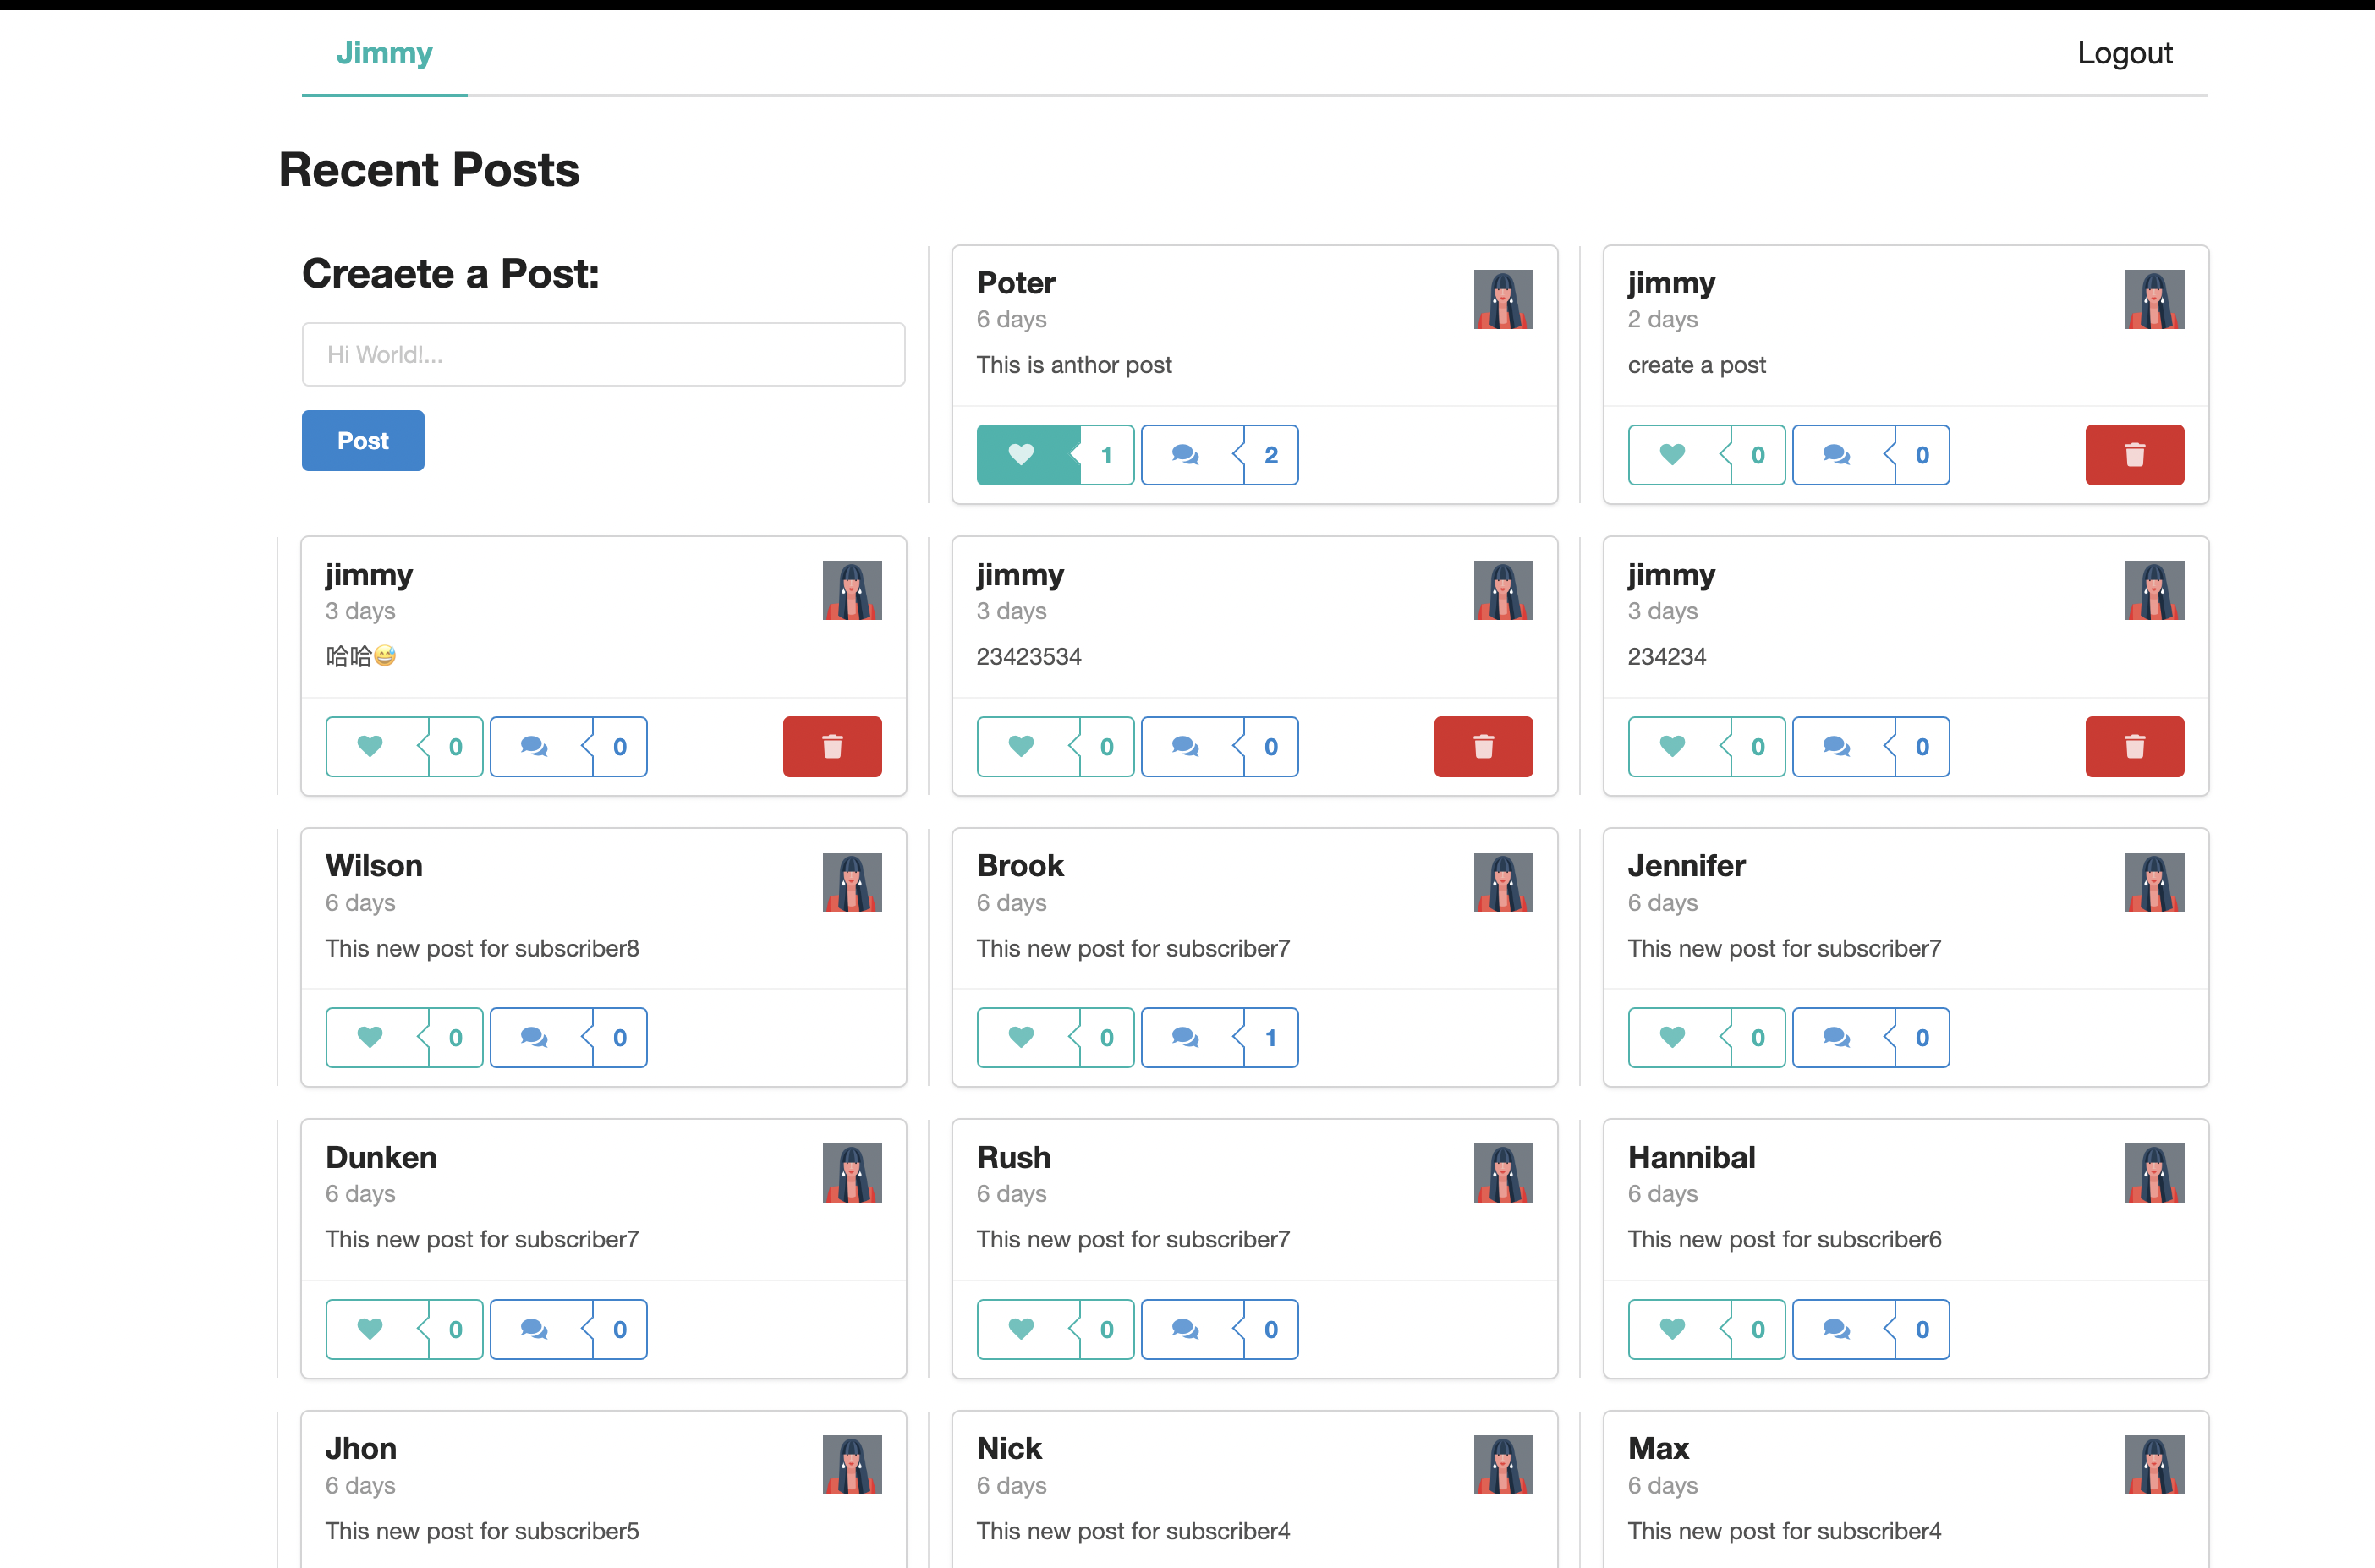 Jimmy
Logout
Recent Posts
Creaete a Post:
Hi World!...
Post
Poter
6 days
This is anthor post
1
2
jimmy
2 days
create a post
0
0
jimmy
3 days
哈哈😅
0
0
jimmy
3 days
23423534
0
0
jimmy
3 days
234234
0
0
Wilson
6 days
This new post for subscriber8
0
0
Brook
6 days
This new post for subscriber7
0
1
Jennifer
6 days
This new post for subscriber7
0
0
Dunken
6 days
This new post for subscriber7
0
0
Rush
6 days
This new post for subscriber7
0
0
Hannibal
6 days
This new post for subscriber6
0
0
Jhon
6 days
This new post for subscriber5
Nick
6 days
This new post for subscriber4
Max
6 days
This new post for subscriber4